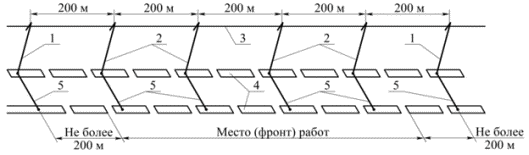 200 м 200 м 200 м 200 м 200 м
1 2 3 2 1
5 5 4 5 5
Не более Место (фронт) работ Не более
200 м 200 м